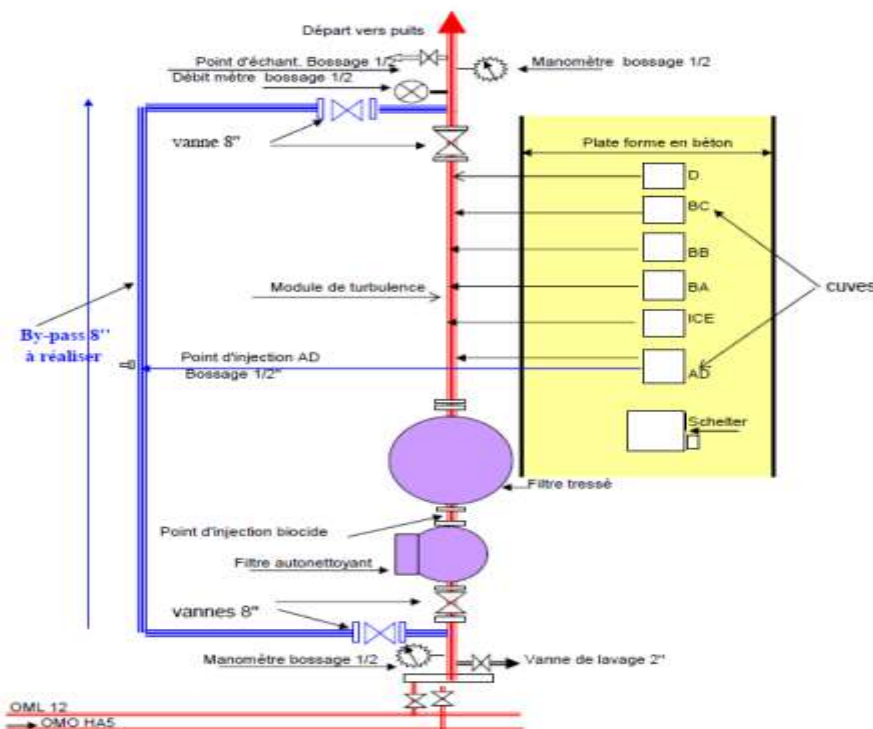 Départ vers puits
Point d'échant. Bossage 1/2
Manomètre bossage 1/2
Débit mètre bossage 1/2
vanne 8"
Plate forme en bèton
D
BC
BB
Module de turbulence
BA
cuves
ICE
By-pass 8''
à réaliser
Point d'injection AD
Bossage 1/2"
AD
Schelter
Filtre tressè
Point d'injection biocide
Filtre autonettoyant
vannes 8"
Manomètre bossage 1/2
Vanne de lavage 2"
OML 12
OMO HA5